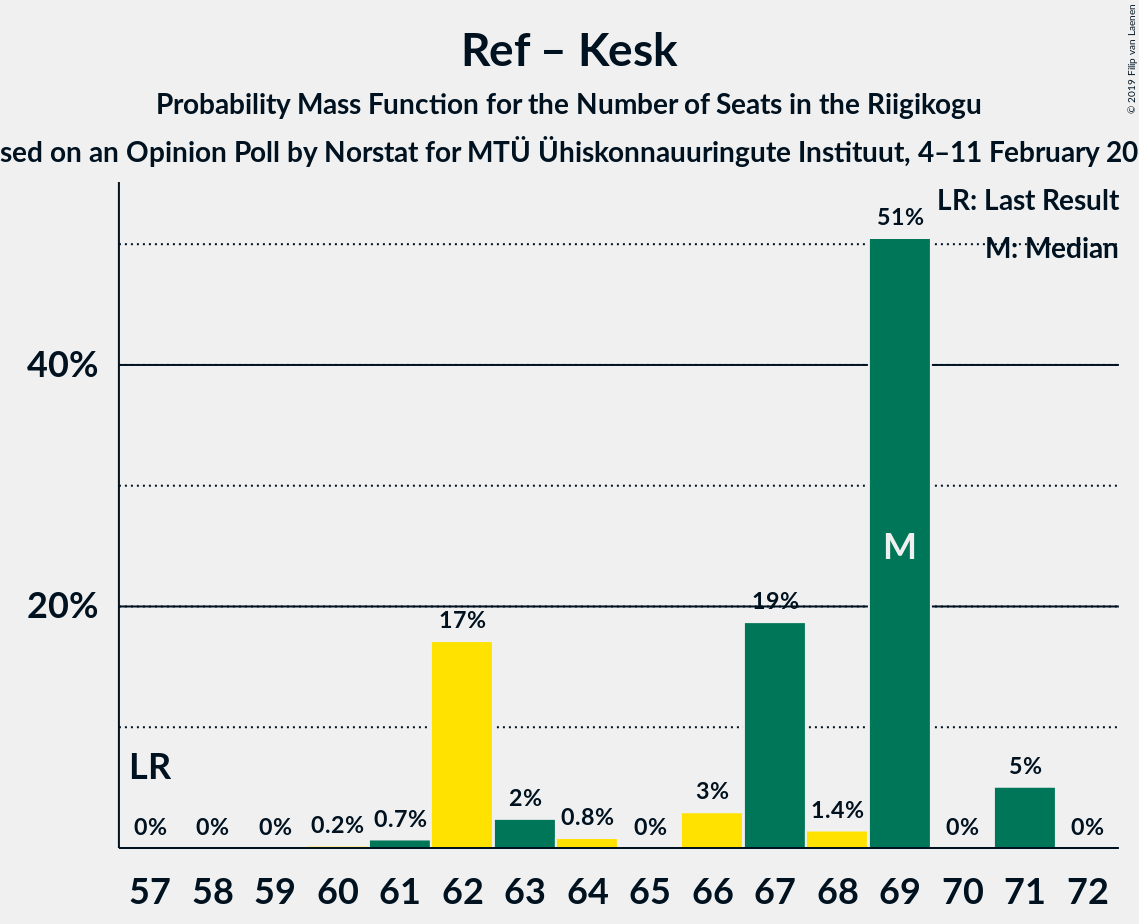 Ref – Kesk
Probability Mass Function for the Number of Seats in the Riigikogu
sed on an Opinion Poll by Norstat for MTÜ Ühiskonnauuringute Instituut, 4–11 February 20
© 2019 Filip van Laenen
LR: Last Result
M: Median
51%
40%
20%
19%
17%
M
LR
5%
3%
2%
1.4%
0.8%
0.7%
0.2%
0% 0% 0% 0% 0% 0%
57 58 59 60 61 62 63 64 65 66 67 68 69 70 71 72